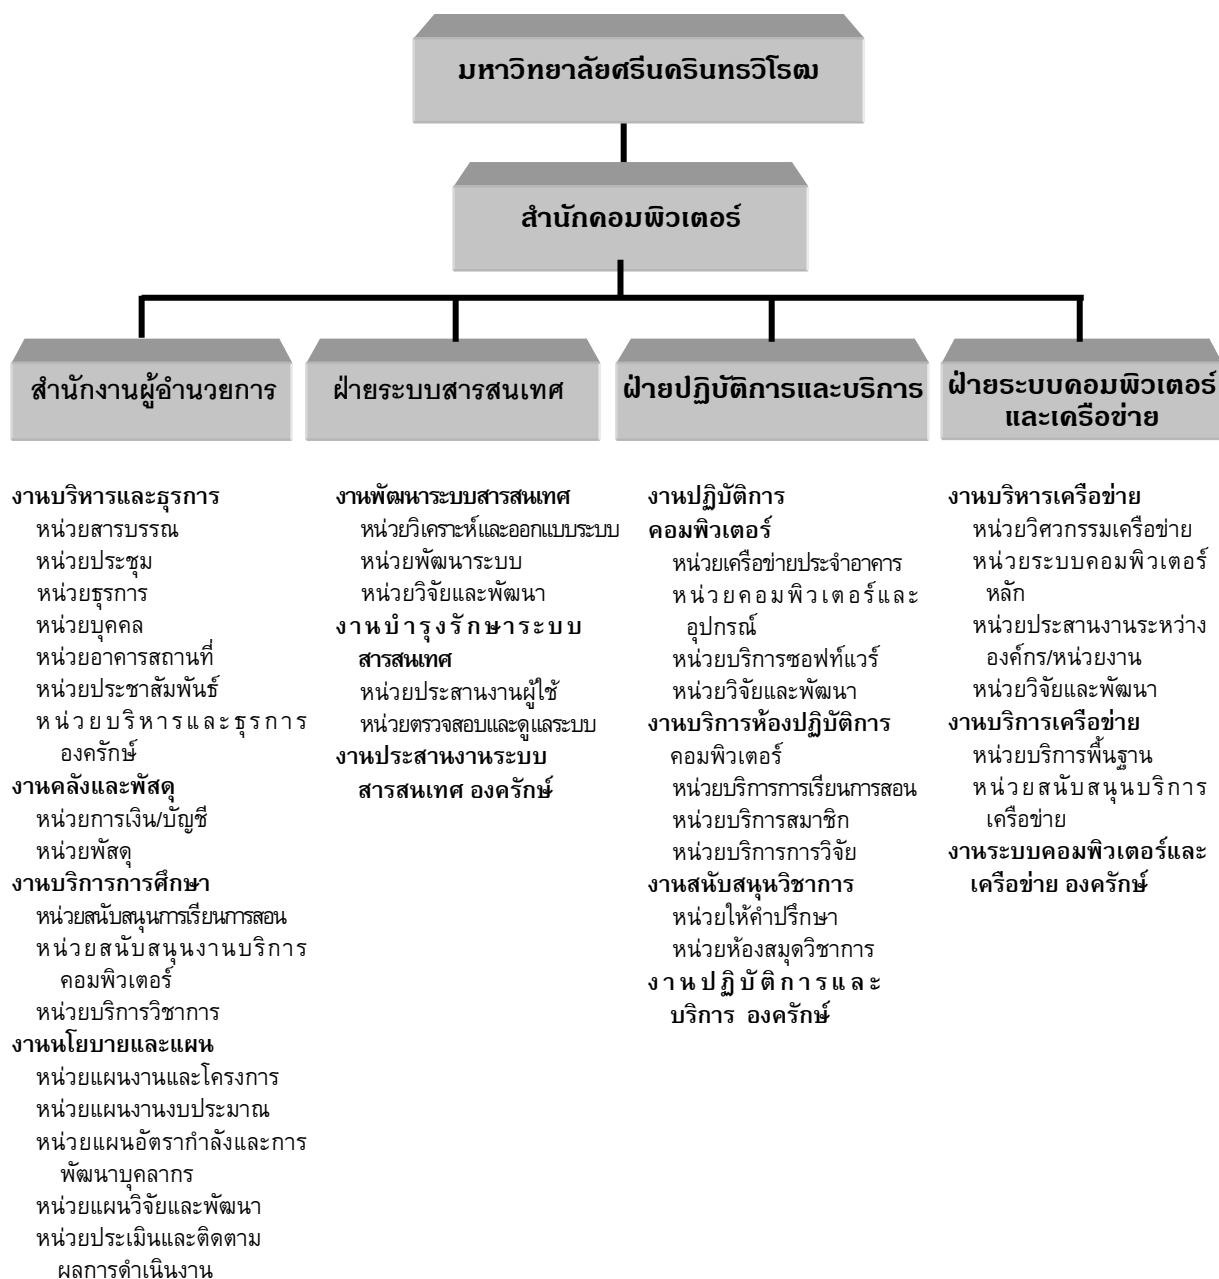 มหาวิทยาลัยศรีนครินทรวิโรฒ
สำนักคอมพิวเตอร์
สำนักงานผู้อำนวยการ
งานบริหารและธุรการ
หน่วยสารบรรณ
หน่วยประชุม
หน่วยธุรการ
หน่วยบุคคล
หน่วยอาคารสถานที่
หน่วยประชาสัมพันธ์
หน่วยบริหารและธุรการ
องครักษ์
งานคลังและพัสดุ
หน่วยการเงิน/บัญชี
หน่วยพัสดุ
งานบริการการศึกษา
หน่วยสนับสนุนการเรียนการสอน
หน่วยสนับสนุนงานบริการ
คอมพิวเตอร์
หน่วยบริการวิชาการ
งานนโยบายและแผน
หน่วยแผนงานและโครงการ
หน่วยแผนงานงบประมาณ
หน่วยแผนอัตรากำลังและการ
พัฒนาบุคลากร
หน่วยแผนวิจัยและพัฒนา
หน่วยประเมินและติดตาม
ผลการดำเนินงาน
ฝ่ายระบบสารสนเทศ
งานพัฒนาระบบสารสนเทศ
หน่วยวิเคราะห์และออกแบบระบบ
หน่วยพัฒนาระบบ
หน่วยวิจัยและพัฒนา
งานบำรุงรักษาระบบ
สารสนเทศ
หน่วยประสานงานผู้ใช้
หน่วยตรวจสอบและดูแลระบบ
งานประสานงานระบบ
สารสนเทศ องครักษ์
ฝ่ายปฏิบัติการและบริการ
งานปฏิบัติการ
คอมพิวเตอร์
หน่วยเครือข่ายประจำอาคาร
หน่วยคอมพิวเตอร์และ
อุปกรณ์
หน่วยบริการซอฟท์แวร์
หน่วยวิจัยและพัฒนา
งานบริการห้องปฏิบัติการ
คอมพิวเตอร์
หน่วยบริการการเรียนการสอน
หน่วยบริการสมาชิก
หน่วยบริการการวิจัย
งานสนับสนุนวิชาการ
หน่วยให้คำปรึกษา
หน่วยห้องสมุดวิชาการ
งานปฏิบัติการและ
บริการ องครักษ์
ฝ่ายระบบคอมพิวเตอร์
และเครือข่าย
งานบริหารเครือข่าย
หน่วยวิศวกรรมเครือข่าย
หน่วยระบบคอมพิวเตอร์
หลัก
หน่วยประสานงานระหว่าง
องค์กร/หน่วยงาน
หน่วยวิจัยและพัฒนา
งานบริการเครือข่าย
หน่วยบริการพื้นฐาน
หน่วยสนับสนุนบริการ
เครือข่าย
งานระบบคอมพิวเตอร์และ
เครือข่าย องครักษ์